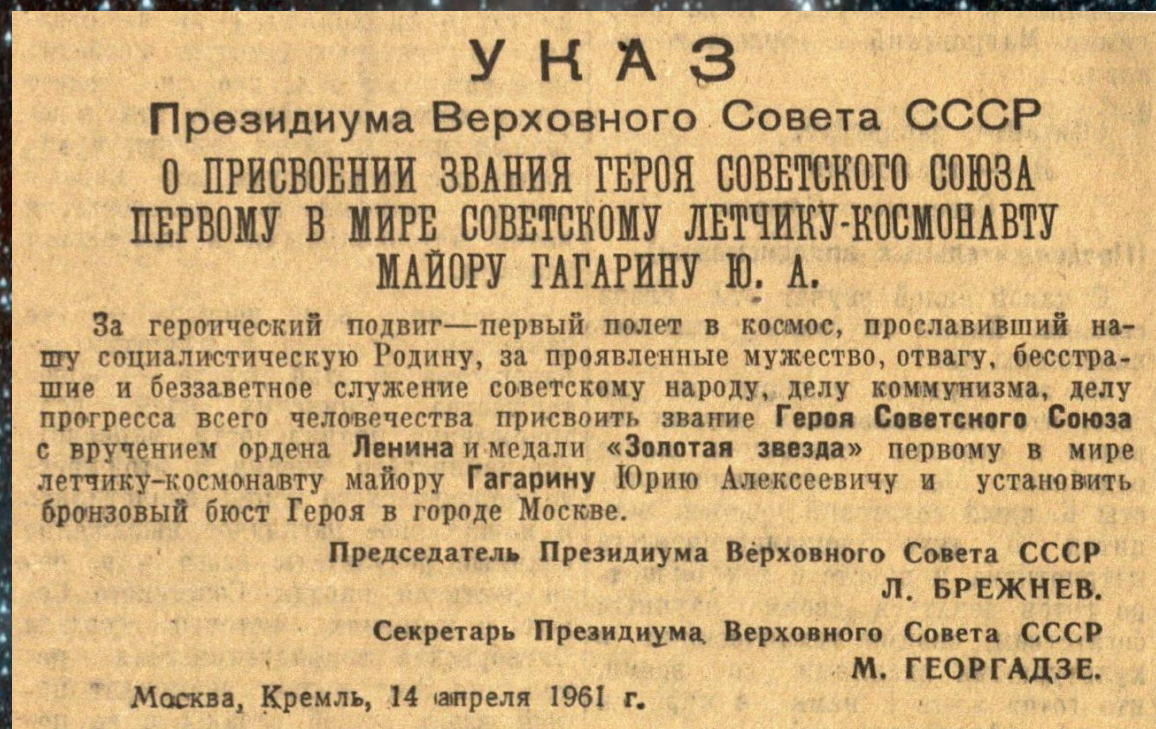 УКАЗ
Президиума Верховного Совета СССР
О ПРИСВОЕНИИ ЗВАНИЯ ГЕРОЯ СОВЕТСКОГО СОЮЗА
ПЕРВОМУ В МИРЕ СОВЕТСКОМУ ЛЕТЧИКУ-КОСМОНАВТУ
МАЙОРУ ГАГАРИНУ Ю. А.
За героический подвиг—первый полет в космос, прославивший на-
шу социалистическую Родину, за проявленные мужество, отвагу, бесстра-
шие и беззаветное служение советскому народу, делу коммунизма, делу
прогресса всего человечества присвоить звание Героя Советского Союза
с вручением ордена Ленина и медали «Золотая звезда» первому в мире
летчику-космонавту майору Гагарину Юрию Алексеевичу и установить
бронзовый бюст Героя в городе Москве.
Председатель Президиума Верховного Совета СССР
Л. БРЕЖНЕВ.
Секретарь Президиума Верховного Совета СССР
М. ГЕОРГАДЗЕ.
Москва, Кремль, 14 апреля 1961 г.